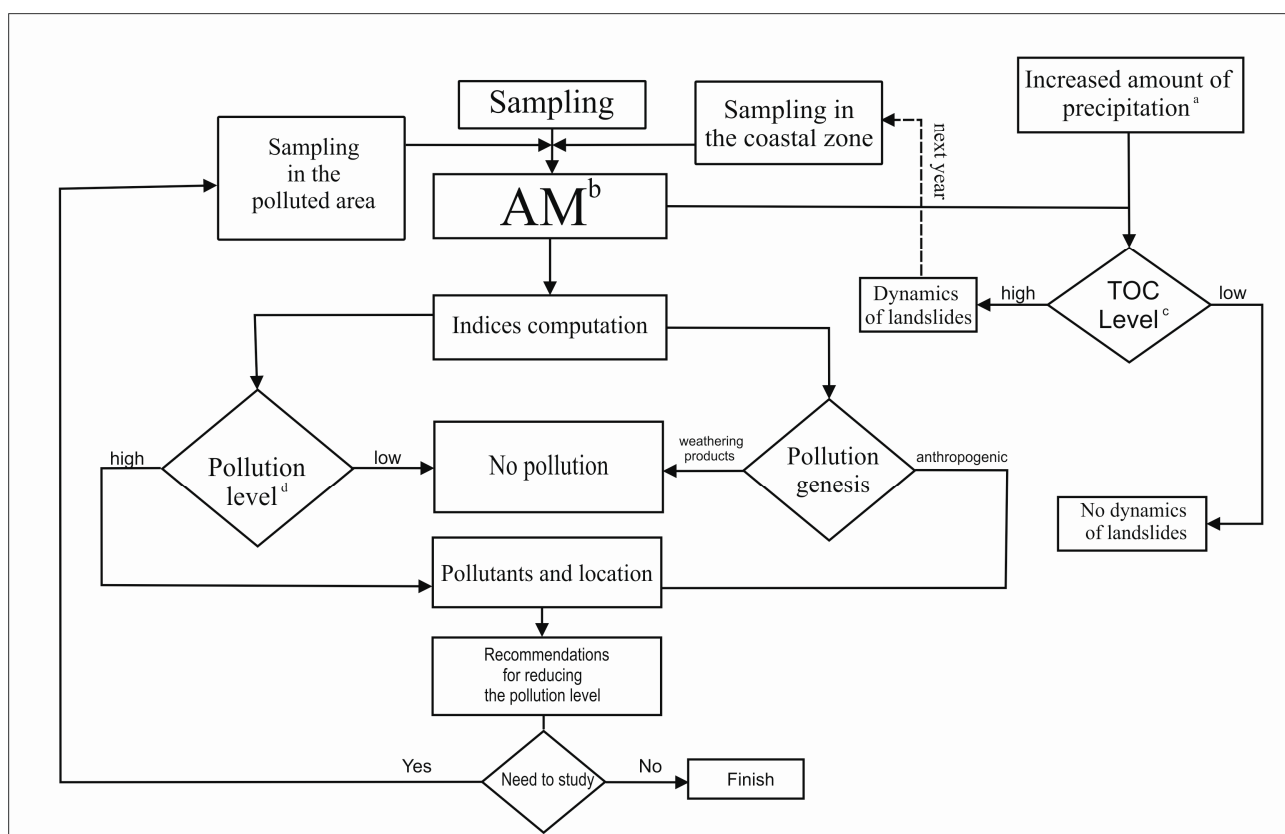 Sampling
Sampling in
the coastal zone
Increased amount of
precipitation a
Sampling
in the
polluted area
next year
AM b
Dynamics
of landslides
high
TOC
Level c
low
Indices computation
high
Pollution
level d
low
No pollution
weathering
products
Pollution
genesis
anthropogenic
No dynamics
of landslides
Pollutants and location
Recommendations
for reducing
the pollution level
Yes
Need to study
No
Finish